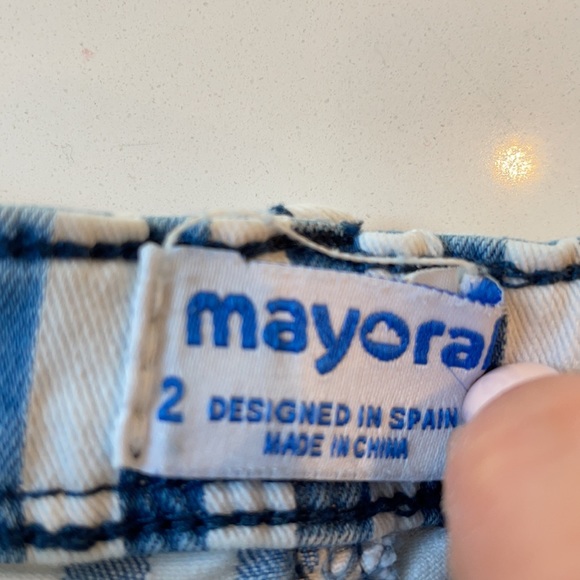 mayoral
2 DESIGNED IN SPAIN
MADE IN CHINA